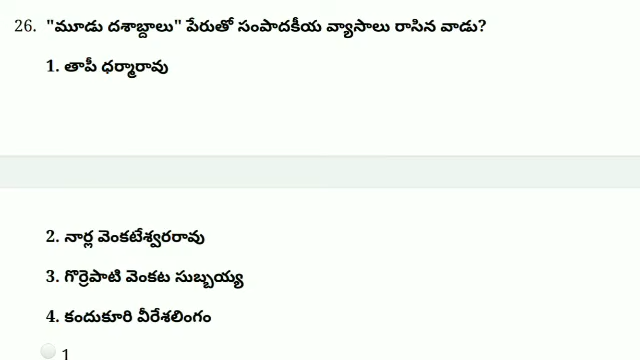 26. "మూడు దశాబ్దాలు" పేరుతో సంపాదకీయ వ్యాసాలు రాసిన వాడు?
1. తాపీ ధర్మారావు
2. నార్ల వెంకటేశ్వరరావు
3. గొర్రెపాటి వెంకట సుబ్బయ్య
4. కందుకూరి వీరేశలింగం
1